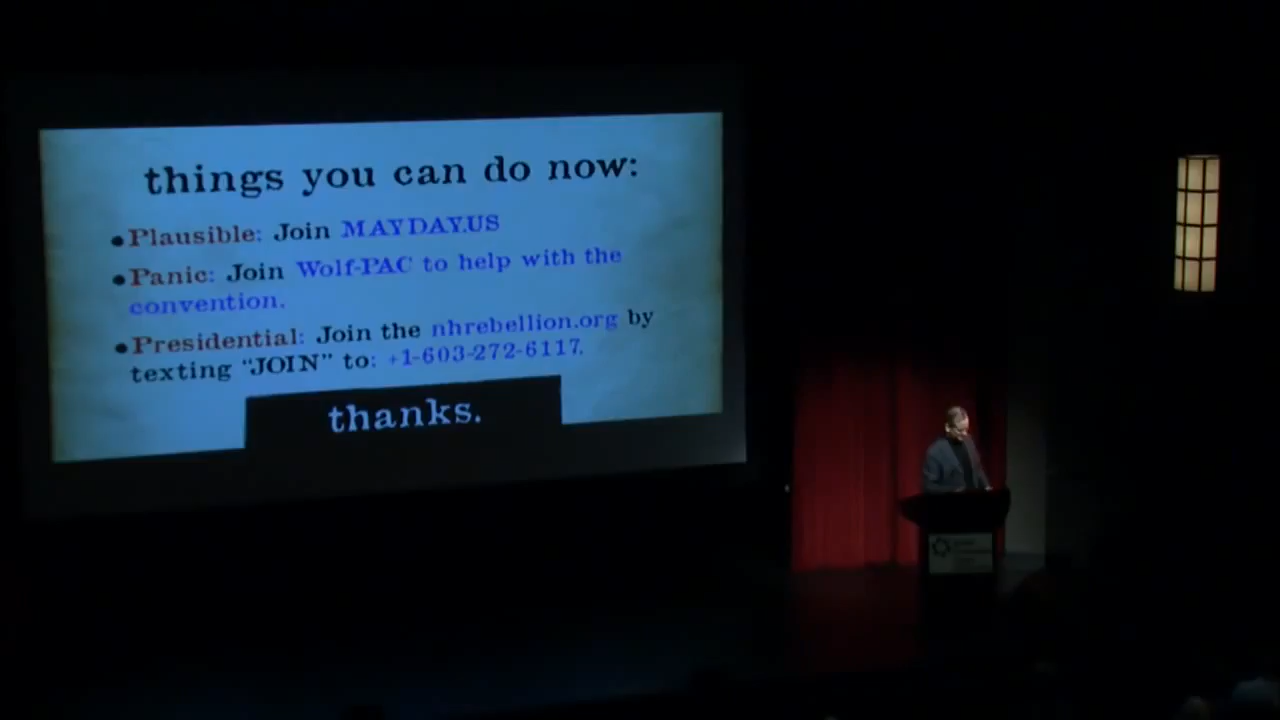 things you can do now:
•Plausible: Join MAYDAY.US
•Panic: Join Wolf-PAC to help with the
convention.
•Presidential: Join the nhrebellion.org by
texting “JOIN” to: +1-603-272-6117.
thanks.